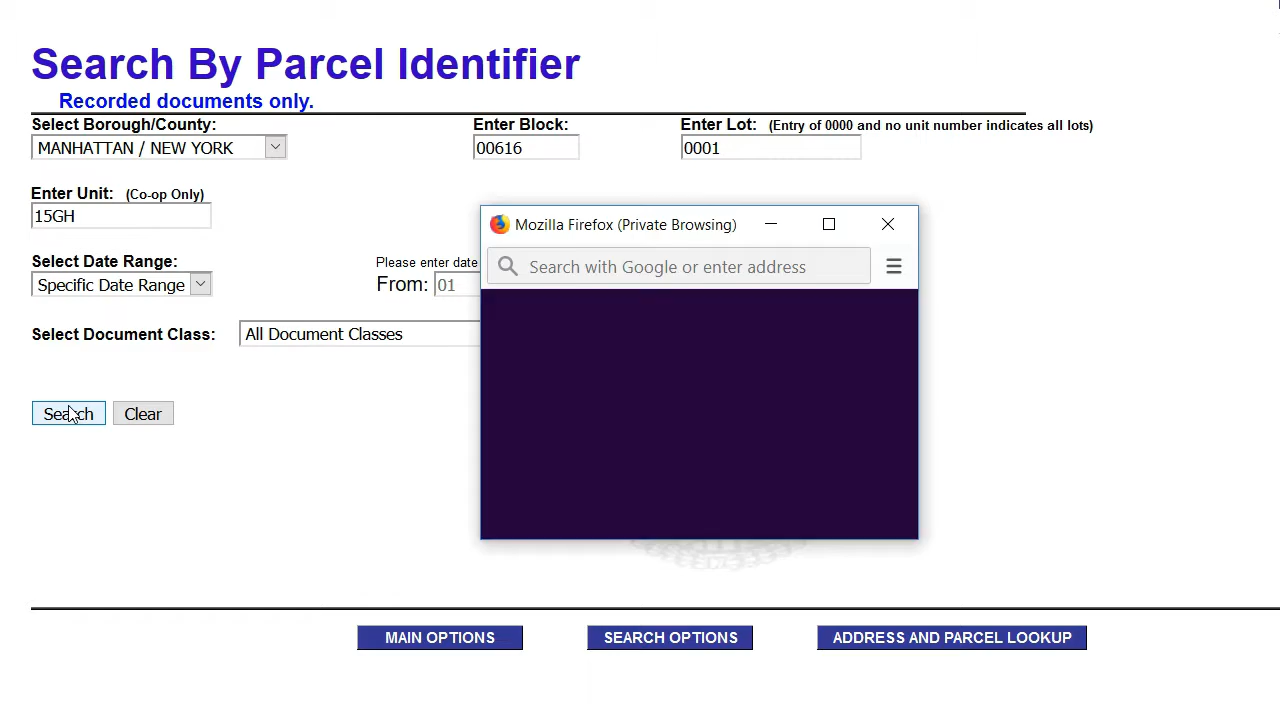 Search By Parcel Identifier
Recorded documents only.
Select Borough/County:
Enter Block:
Enter Lot: (Entry of 0000 and no unit number indicates all lots)
MANHATTAN / NEW YORK
00616
0001
Enter Unit: (Co-op Only)
15GH
Mozilla Firefox (Private Browsing)
Search with Google or enter address
Select Date Range:
Please enter date
Specific Date Range
From: 01
Select Document Class:
All Document Classes
Search
Clear
MAIN OPTIONS
SEARCH OPTIONS
ADDRESS AND PARCEL LOOKUP